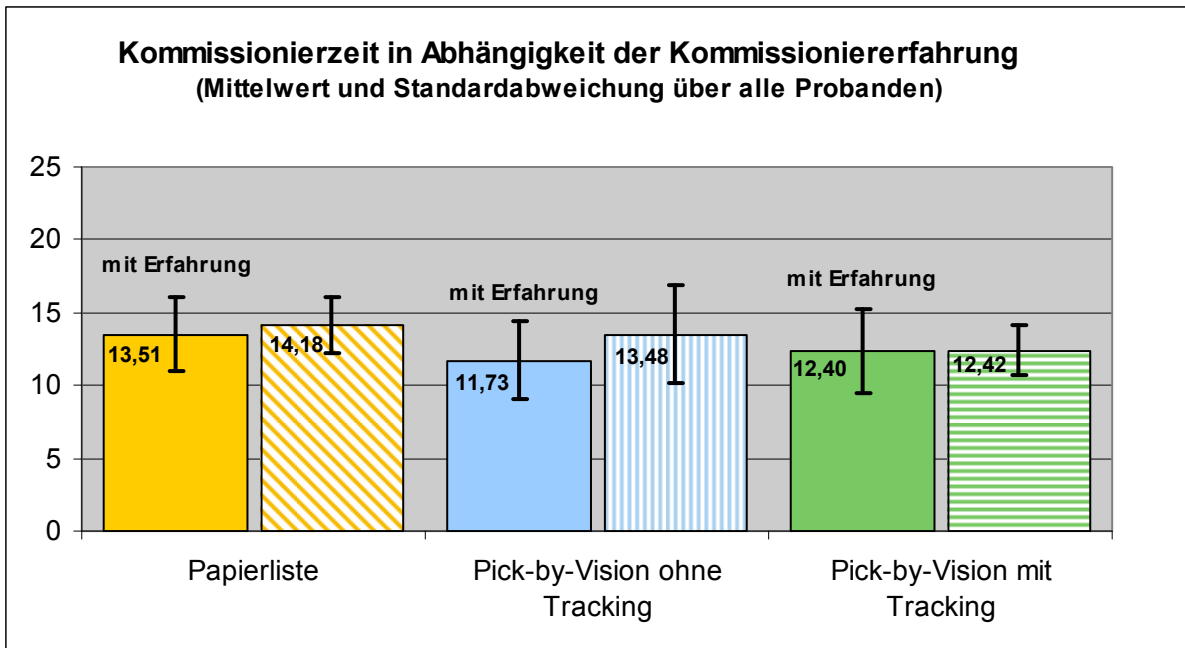 Kommissionierzeit in Abhängigkeit der Kommissioniererfahrung
(Mittelwert und Standardabweichung über alle Probanden)
25
20
15
10
5
0
mit Erfahrung
mit Erfahrung
mit Erfahrung
13,51
14,18
11,73
13,48
12,40
12,42
Papierliste
Pick-by-Vision ohne
Tracking
Pick-by-Vision mit
Tracking